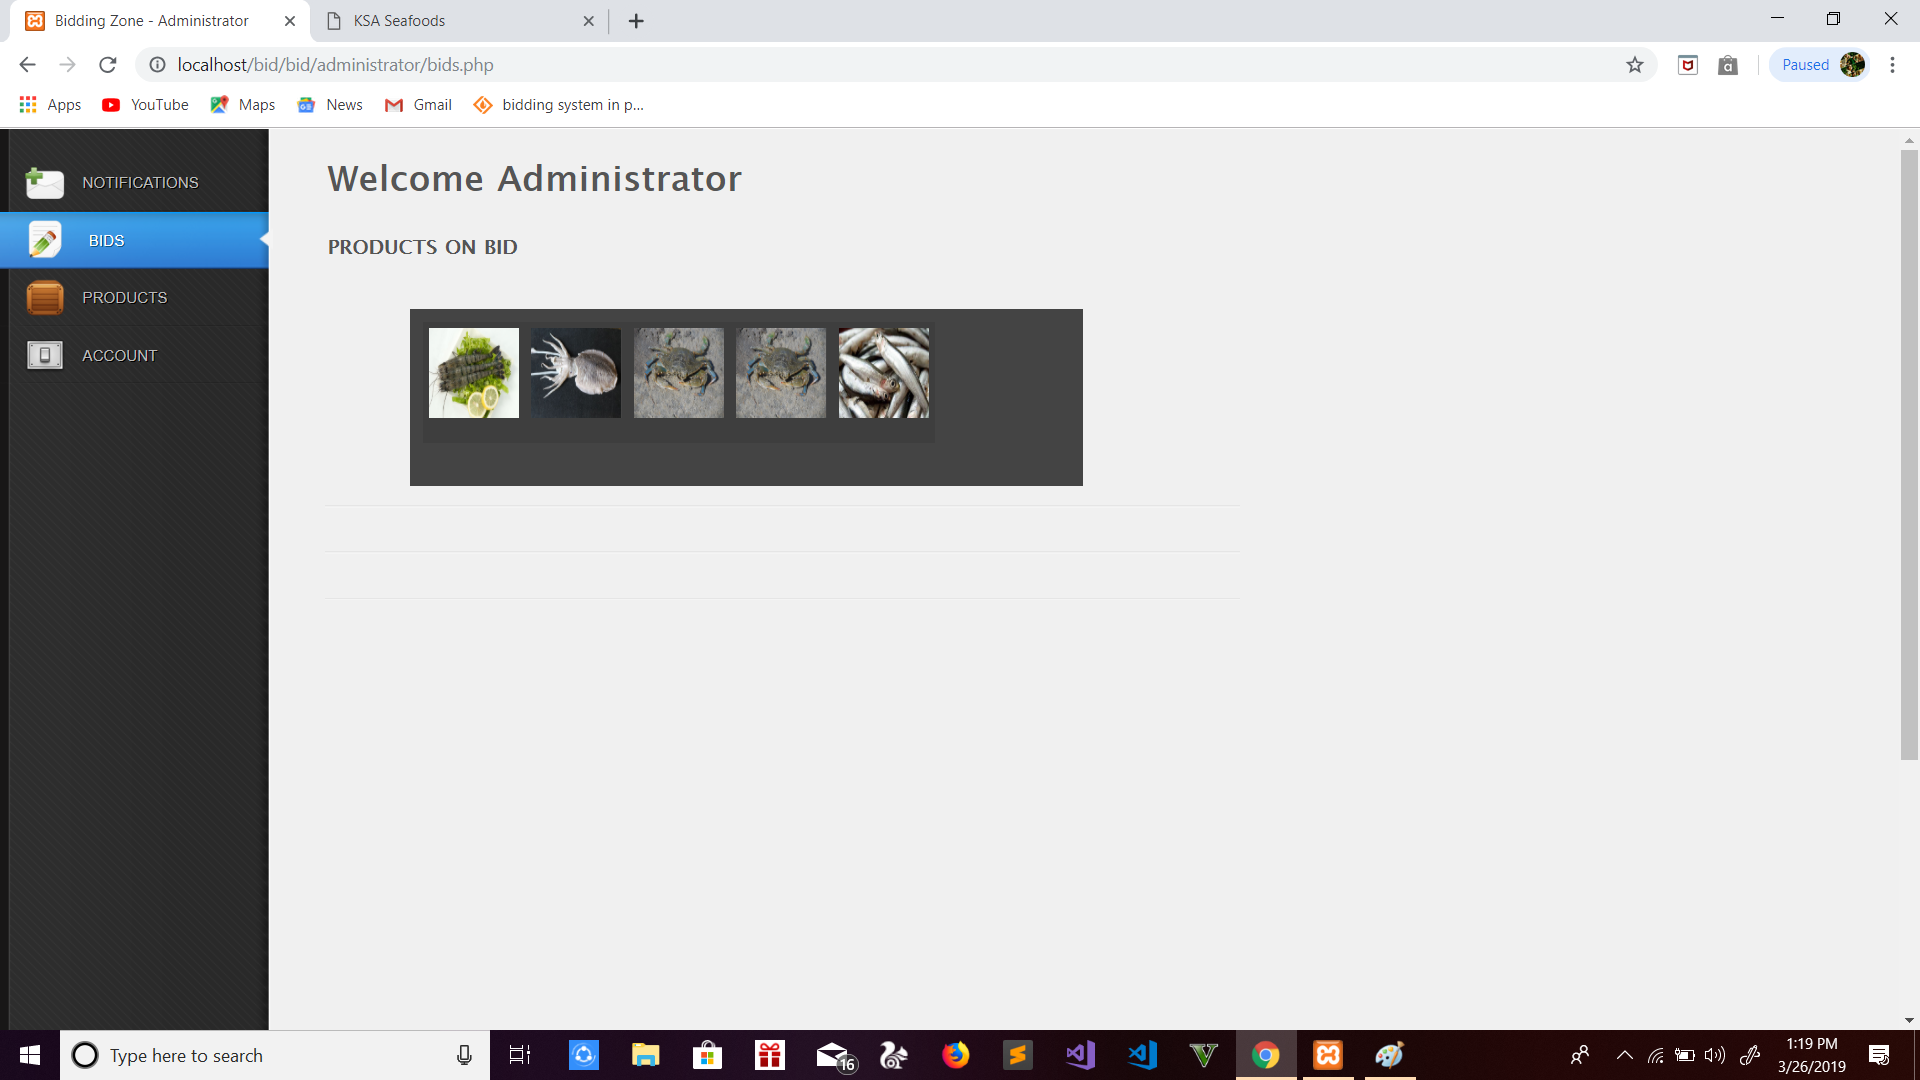 Bidding Zone - Administrator
KSA Seafoods
localhost/bid/bid/administrator/bids.php
Paused
Apps
YouTube
Maps
News
Gmail
bidding system in p...
NOTIFICATIONS
BIDS
PRODUCTS
ACCOUNT
Welcome Administrator
PRODUCTS ON BID
Type here to search
16
1:19 PM
3/26/2019